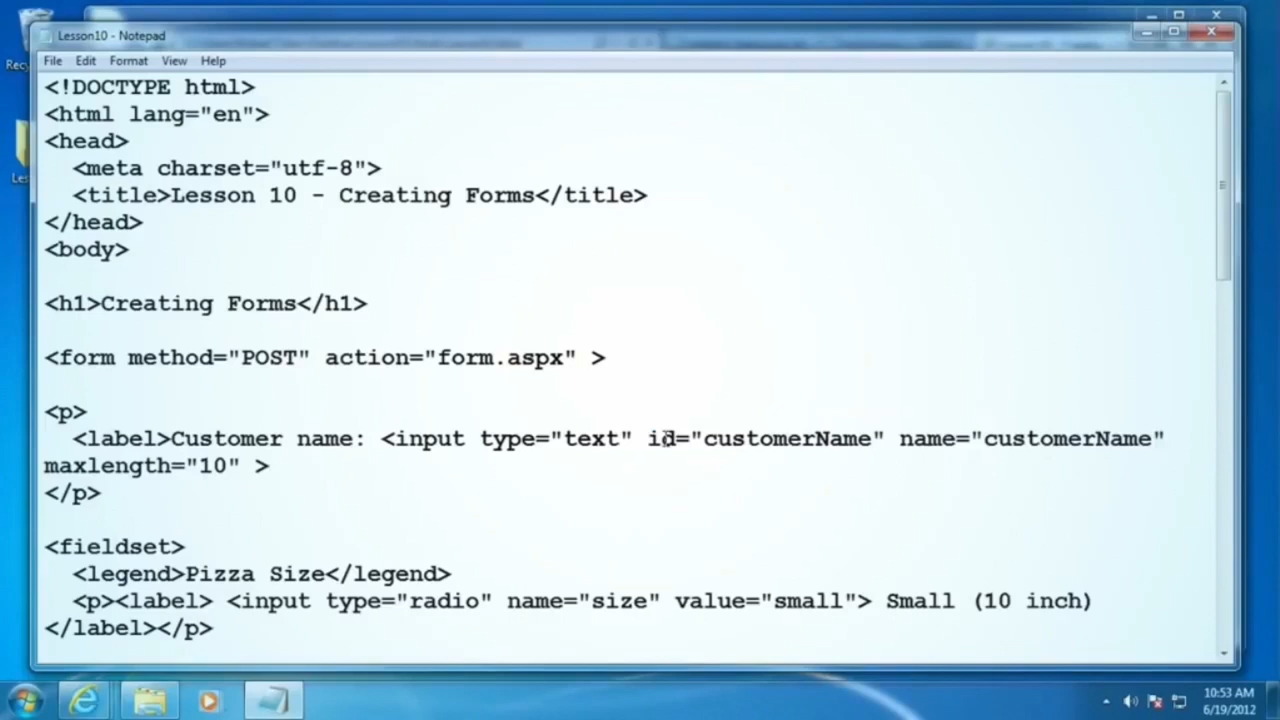 Recy
Les
Lesson10 - Notepad
File Edit Format View Help
<!DOCTYPE html>
<html lang="en">
<head>
  <meta charset="utf-8">
  <title>Lesson 10 - Creating Forms</title>
</head>
<body>
<h1>Creating Forms</h1>
<form method="POST" action="form.aspx" >
<p>
  <label>Customer name: <input type="text" id="customerName" name="customerName"
maxlength="10" >
</p>
<fieldset>
  <legend>Pizza Size</legend>
  <p><label> <input type="radio" name="size" value="small"> Small (10 inch)
</label></p>
10:53 AM
6/19/2012